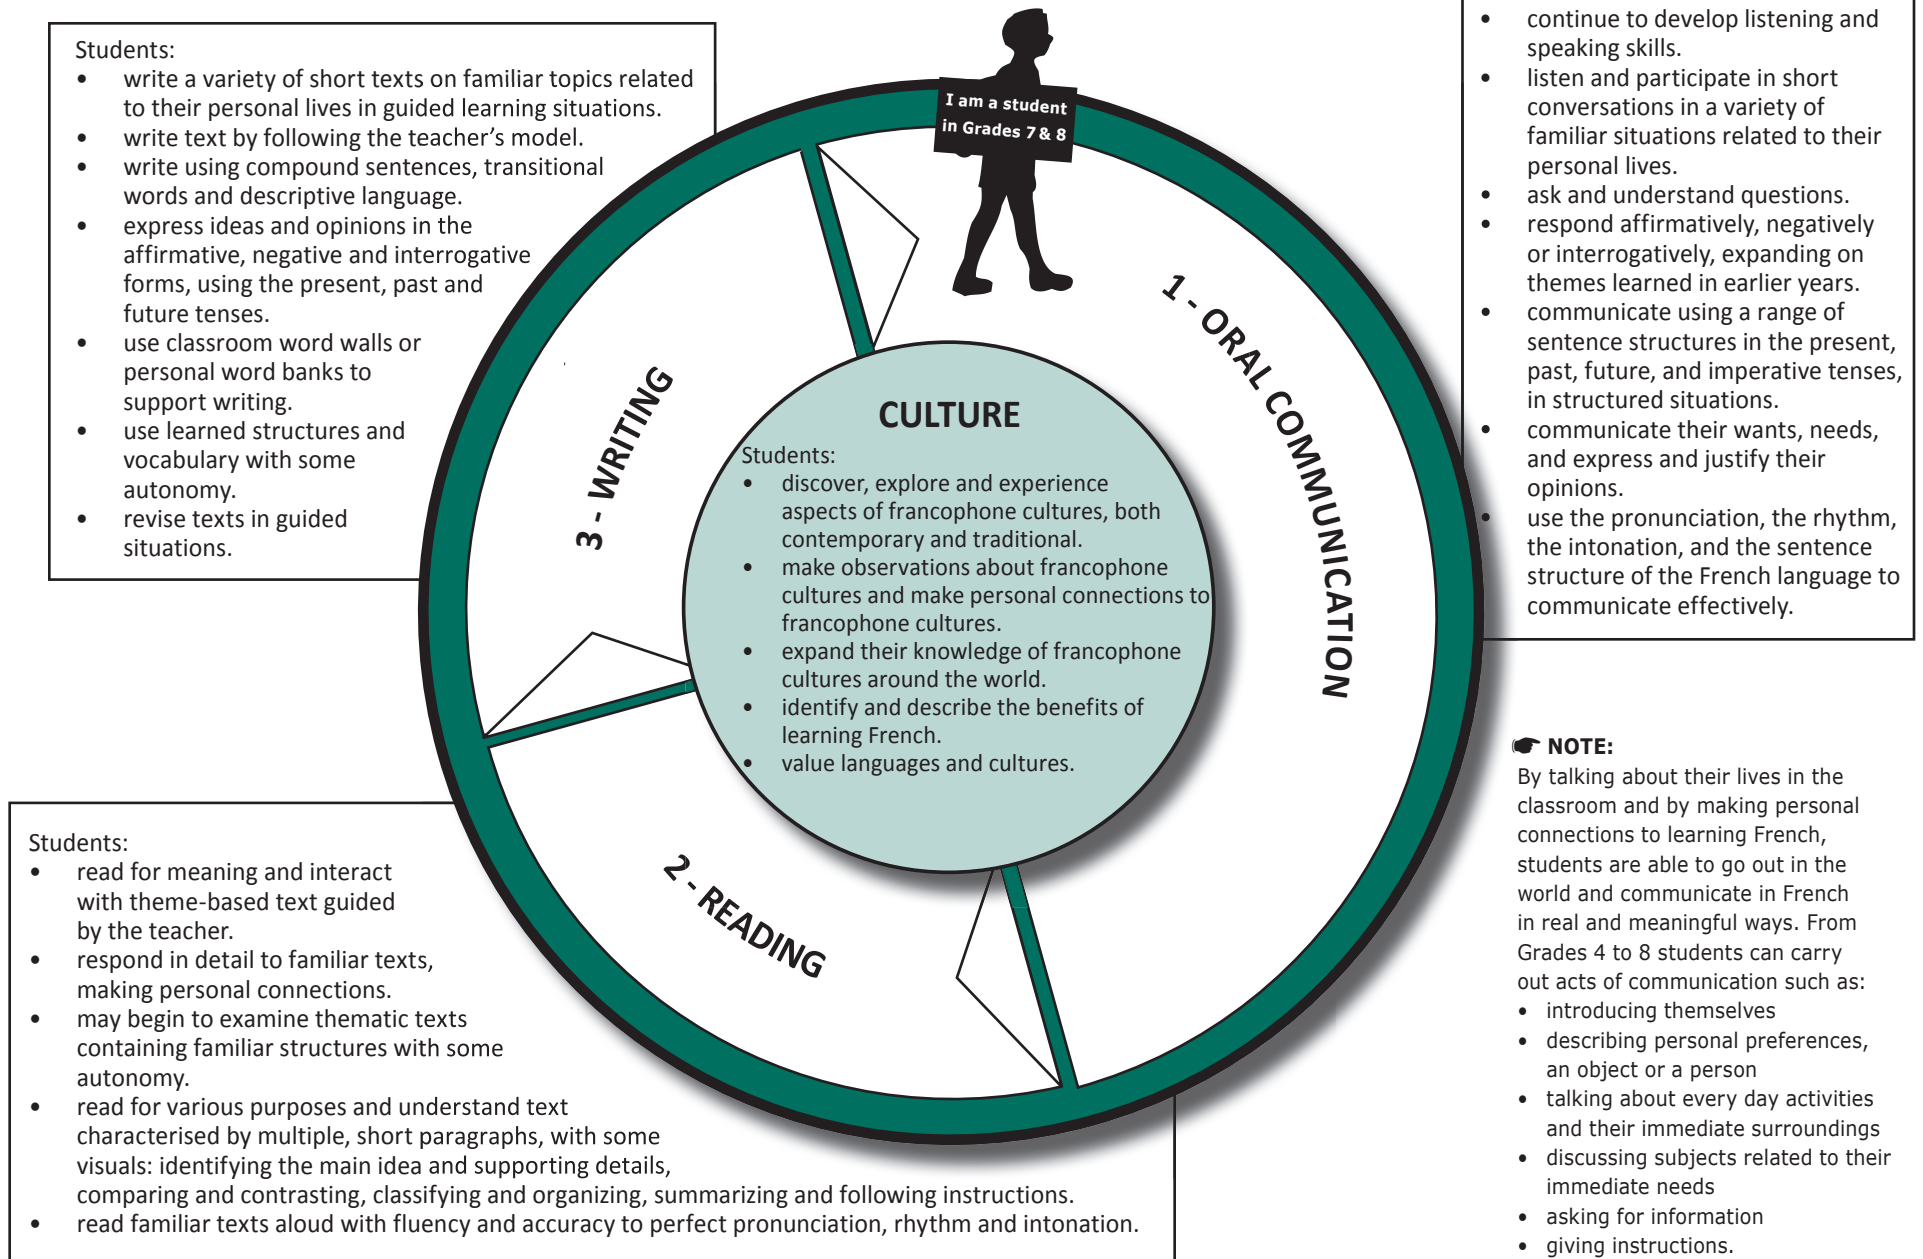 Students:
• write a variety of short texts on familiar topics related
to their personal lives in guided learning situations.
• write text by following the teacher's model.
• write using compound sentences, transitional
words and descriptive language.
• express ideas and opinions in the
affirmative, negative and interrogative
forms, using the present, past and
future tenses.
• use classroom word walls or
personal word banks to
support writing.
• use learned structures and
vocabulary with some
autonomy.
• revise texts in guided
situations.
I am a student
in Grades 7 & 8
• continue to develop listening and
speaking skills.
• listen and participate in short
conversations in a variety of
familiar situations related to their
personal lives.
• ask and understand questions.
• respond affirmatively, negatively
or interrogatively, expanding on
themes learned in earlier years.
• communicate using a range of
sentence structures in the present,
past, future, and imperative tenses,
in structured situations.
• communicate their wants, needs,
and express and justify their
opinions.
• use the pronunciation, the rhythm,
the intonation, and the sentence
structure of the French language to
communicate effectively.
1 - ORAL COMMUNICATION
3 - WRITING
2 - READING
CULTURE
Students:
• discover, explore and experience
aspects of francophone cultures, both
contemporary and traditional.
• make observations about francophone
cultures and make personal connections to
francophone cultures.
• expand their knowledge of francophone
cultures around the world.
• identify and describe the benefits of
learning French.
• value languages and cultures.
Students:
• read for meaning and interact
with theme-based text guided
by the teacher.
• respond in detail to familiar texts,
making personal connections.
• may begin to examine thematic texts
containing familiar structures with some
autonomy.
• read for various purposes and understand text
characterised by multiple, short paragraphs, with some
visuals: identifying the main idea and supporting details,
comparing and contrasting, classifying and organizing, summarizing and following instructions.
• read familiar texts aloud with fluency and accuracy to perfect pronunciation, rhythm and intonation.
☛ NOTE:
By talking about their lives in the
classroom and by making personal
connections to learning French,
students are able to go out in the
world and communicate in French
in real and meaningful ways. From
Grades 4 to 8 students can carry
out acts of communication such as:
• introducing themselves
• describing personal preferences,
an object or a person
• talking about every day activities
and their immediate surroundings
• discussing subjects related to their
immediate needs
• asking for information
• giving instructions.